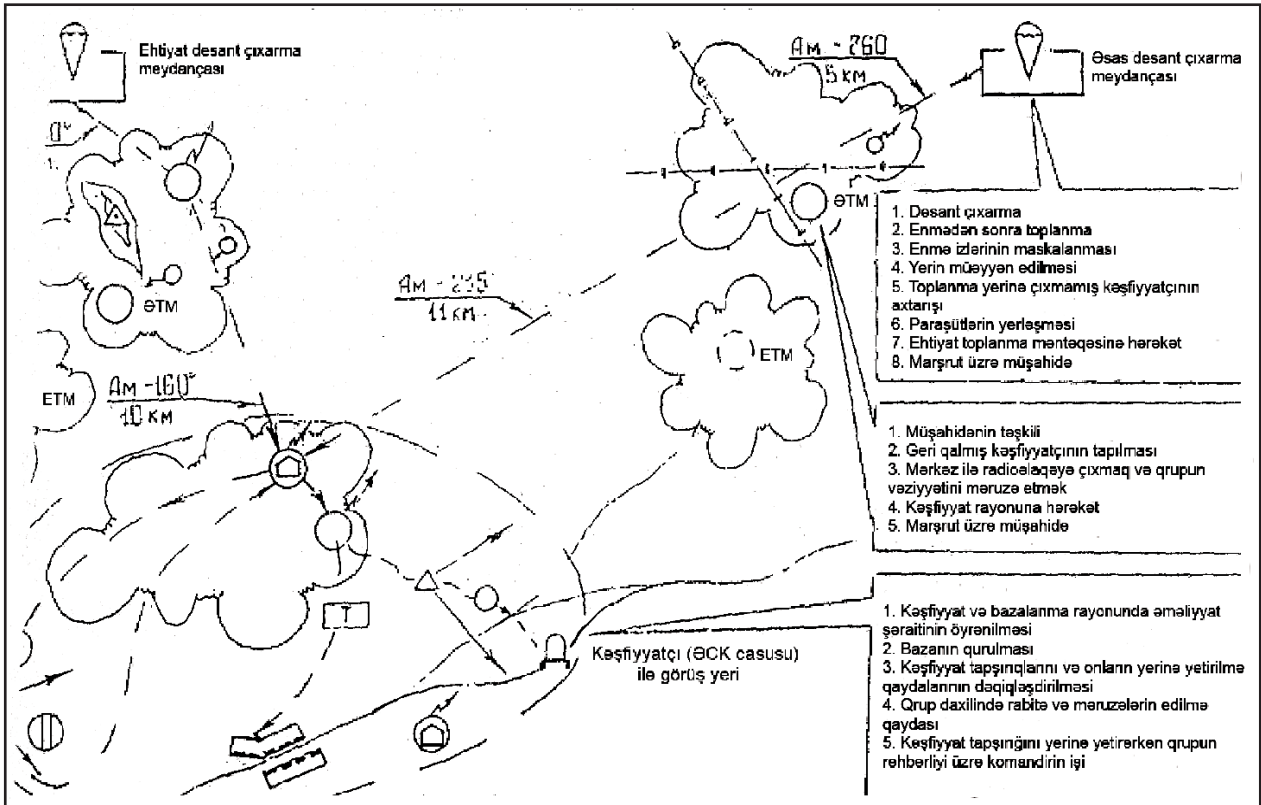 Ehtiyat desant çıxarma
meydançası
Ам - 260
5 км
Əsas desant çıxarma
meydançası
0°
ƏTM
1. Desant çıxarma
2. Enmədən sonra toplanma
3. Enmə izlərinin maskalanması
4. Yerin müəyyən edilməsi
5. Toplanma yerinə çıxmamış kəşfiyyatçının
axtarışı
6. Paraşütlərin yerləşməsi
7. Ehtiyat toplanma məntəqəsinə hərəkət
8. Marşrut üzrə müşahidə
Ам - 235
11 км
ƏTM
ETM
ETM
Ам - 160°
10 км
1. Müşahidənin təşkili
2. Geri qalmış kəşfiyyatçının tapılması
3. Mərkəz ilə radioəlaqəyə çıxmaq və qrupun
vəziyyətini məruzə etmək
4. Kəşfiyyat rayonuna hərəkət
5. Marşrut üzrə müşahidə
T
Kəşfiyyatçı (ƏCK casusu)
ilə görüş yeri
1. Kəşfiyyat və bazalanma rayonunda əməliyyat
şəraitinin öyrənilməsi
2. Bazanın qurulması
3. Kəşfiyyat tapşırıqlarını və onların yerinə yetirilmə
qaydalarının dəqiqləşdirilməsi
4. Qrup daxilində rabitə və məruzələrin edilmə
qaydası
5. Kəşfiyyat tapşırığını yerinə yetirərkən qrupun
rəhbərliyi üzrə komandirin işi